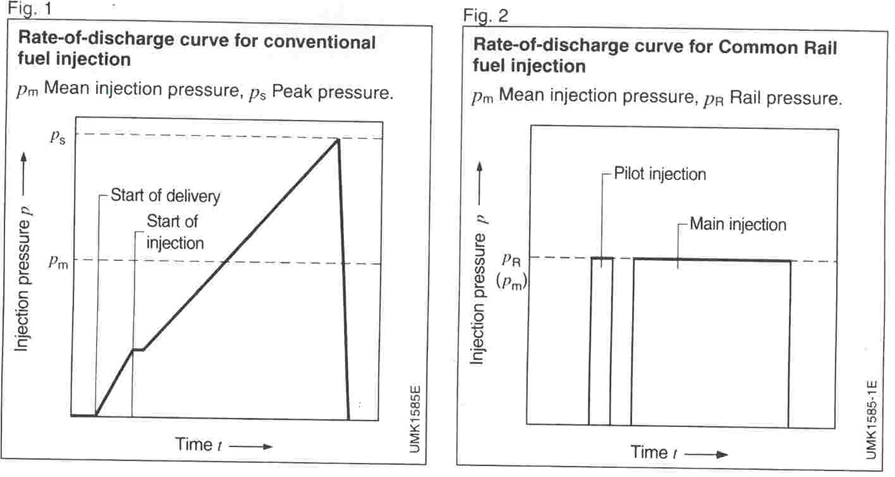 Fig. 1
Rate-of-discharge curve for conventional
fuel injection
pm Mean injection pressure, ps Peak pressure.
ps
Start of delivery
Start of
injection
pm
Injection pressure p
Time t
UMK1585E
Fig. 2
Rate-of-discharge curve for Common Rail
fuel injection
pm Mean injection pressure, pR Rail pressure.
Pilot injection
Main injection
pR
(pm)
Injection pressure p
Time t
UMK1585-1E